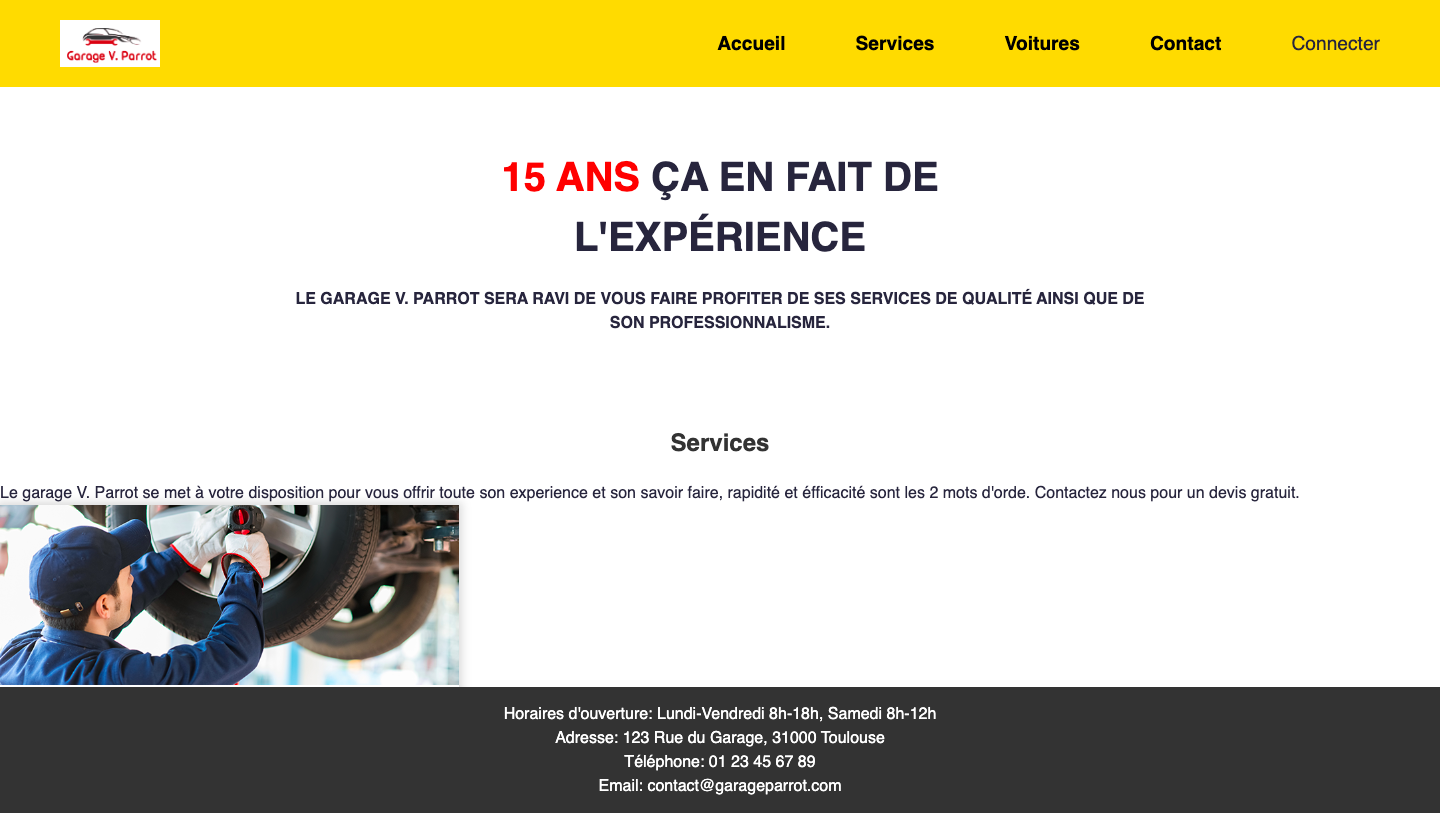 Garage V. Parrot
Accueil Services Voitures Contact Connecter
15 ANS ÇA EN FAIT DE
L'EXPÉRIENCE
LE GARAGE V. PARROT SERA RAVI DE VOUS FAIRE PROFITER DE SES SERVICES DE QUALITÉ AINSI QUE DE
SON PROFESSIONNALISME.
Services
Le garage V. Parrot se met à votre disposition pour vous offrir toute son experience et son savoir faire, rapidité et éfficacité sont les 2 mots d'orde. Contactez nous pour un devis gratuit.
Horaires d'ouverture: Lundi-Vendredi 8h-18h, Samedi 8h-12h
Adresse: 123 Rue du Garage, 31000 Toulouse
Téléphone: 01 23 45 67 89
Email: contact@garageparrot.com